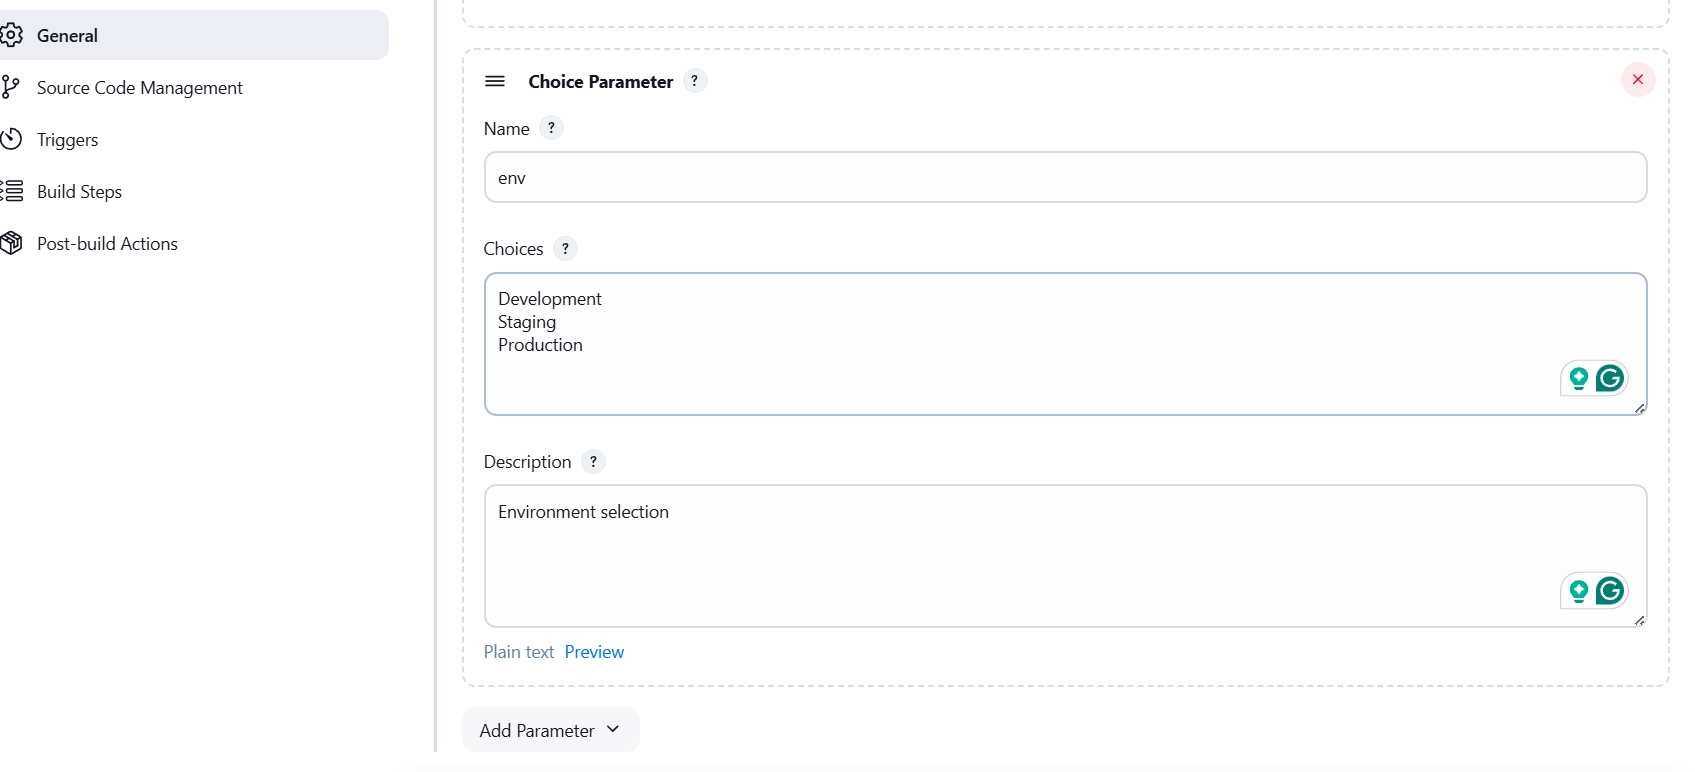 General
Source Code Management
Triggers
Build Steps
Post-build Actions
Choice Parameter ?
Name ?
env
Choices ?
Development
Staging
Production
Description ?
Environment selection
Plain text Preview
Add Parameter